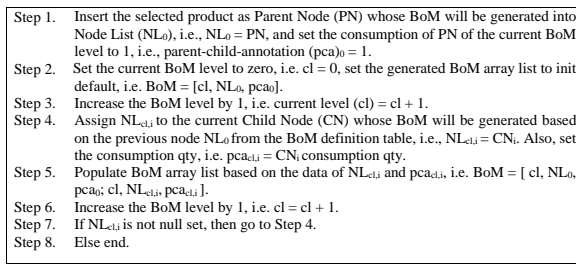 Step 1. Insert the selected product as Parent Node (PN) whose BoM will be generated into
Node List (NL₀), i.e., NL₀ = PN, and set the consumption of PN of the current BoM
level to 1, i.e., parent-child-annotation (pca)₀ = 1.
Step 2. Set the current BoM level to zero, i.e. cl = 0, set the generated BoM array list to init
default, i.e. BoM = [cl, NL₀, pca₀].
Step 3. Increase the BoM level by 1, i.e. current level (cl) = cl + 1.
Step 4. Assign NLcl,i to the current Child Node (CN) whose BoM will be generated based
on the previous node NL₀ from the BoM definition table, i.e., NLcl,i = CNᵢ. Also, set
the consumption qty, i.e. pcacl,i = CNᵢ consumption qty.
Step 5. Populate BoM array list based on the data of NLcl,i and pcacl,i, i.e. BoM = [ cl, NL₀,
pca₀; cl, NLcl,i, pcacl,i ].
Step 6. Increase the BoM level by 1, i.e. cl = cl + 1.
Step 7. If NLcl,i is not null set, then go to Step 4.
Step 8. Else end.